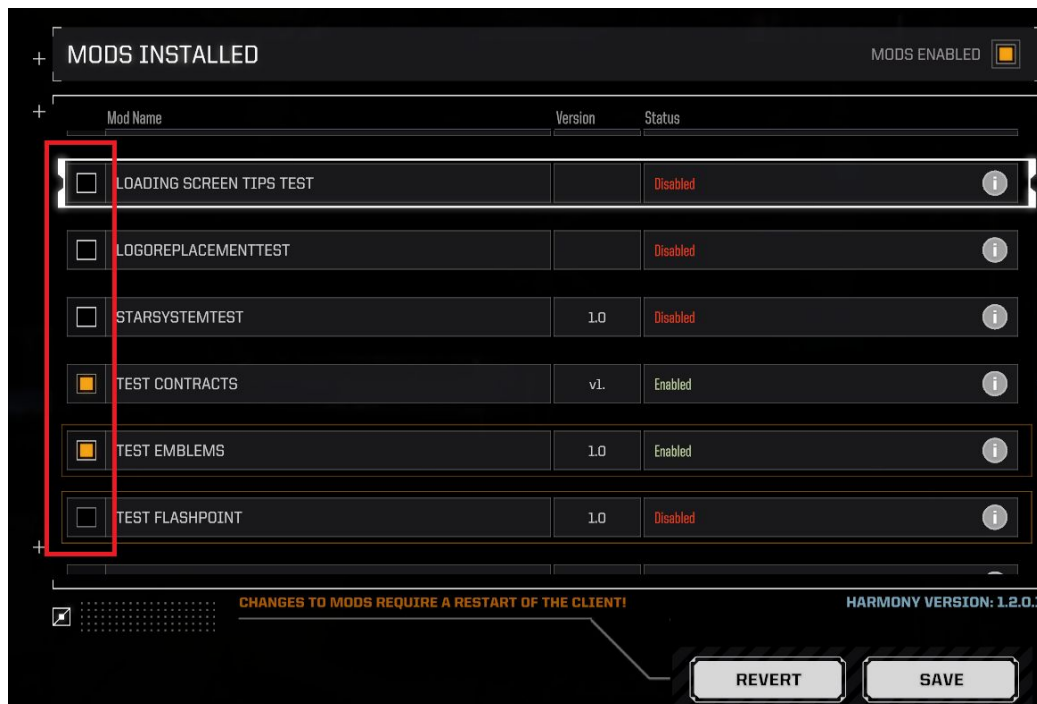 MODS INSTALLED
MODS ENABLED
Mod Name Version Status
LOADING SCREEN TIPS TEST Disabled i
LOGOREPLACEMENTTEST Disabled i
STARSYSTEMTEST 1.0 Disabled i
TEST CONTRACTS v1. Enabled i
TEST EMBLEMS 1.0 Enabled i
TEST FLASHPOINT 1.0 Disabled i
CHANGES TO MODS REQUIRE A RESTART OF THE CLIENT!
HARMONY VERSION: 1.2.0.
REVERT SAVE